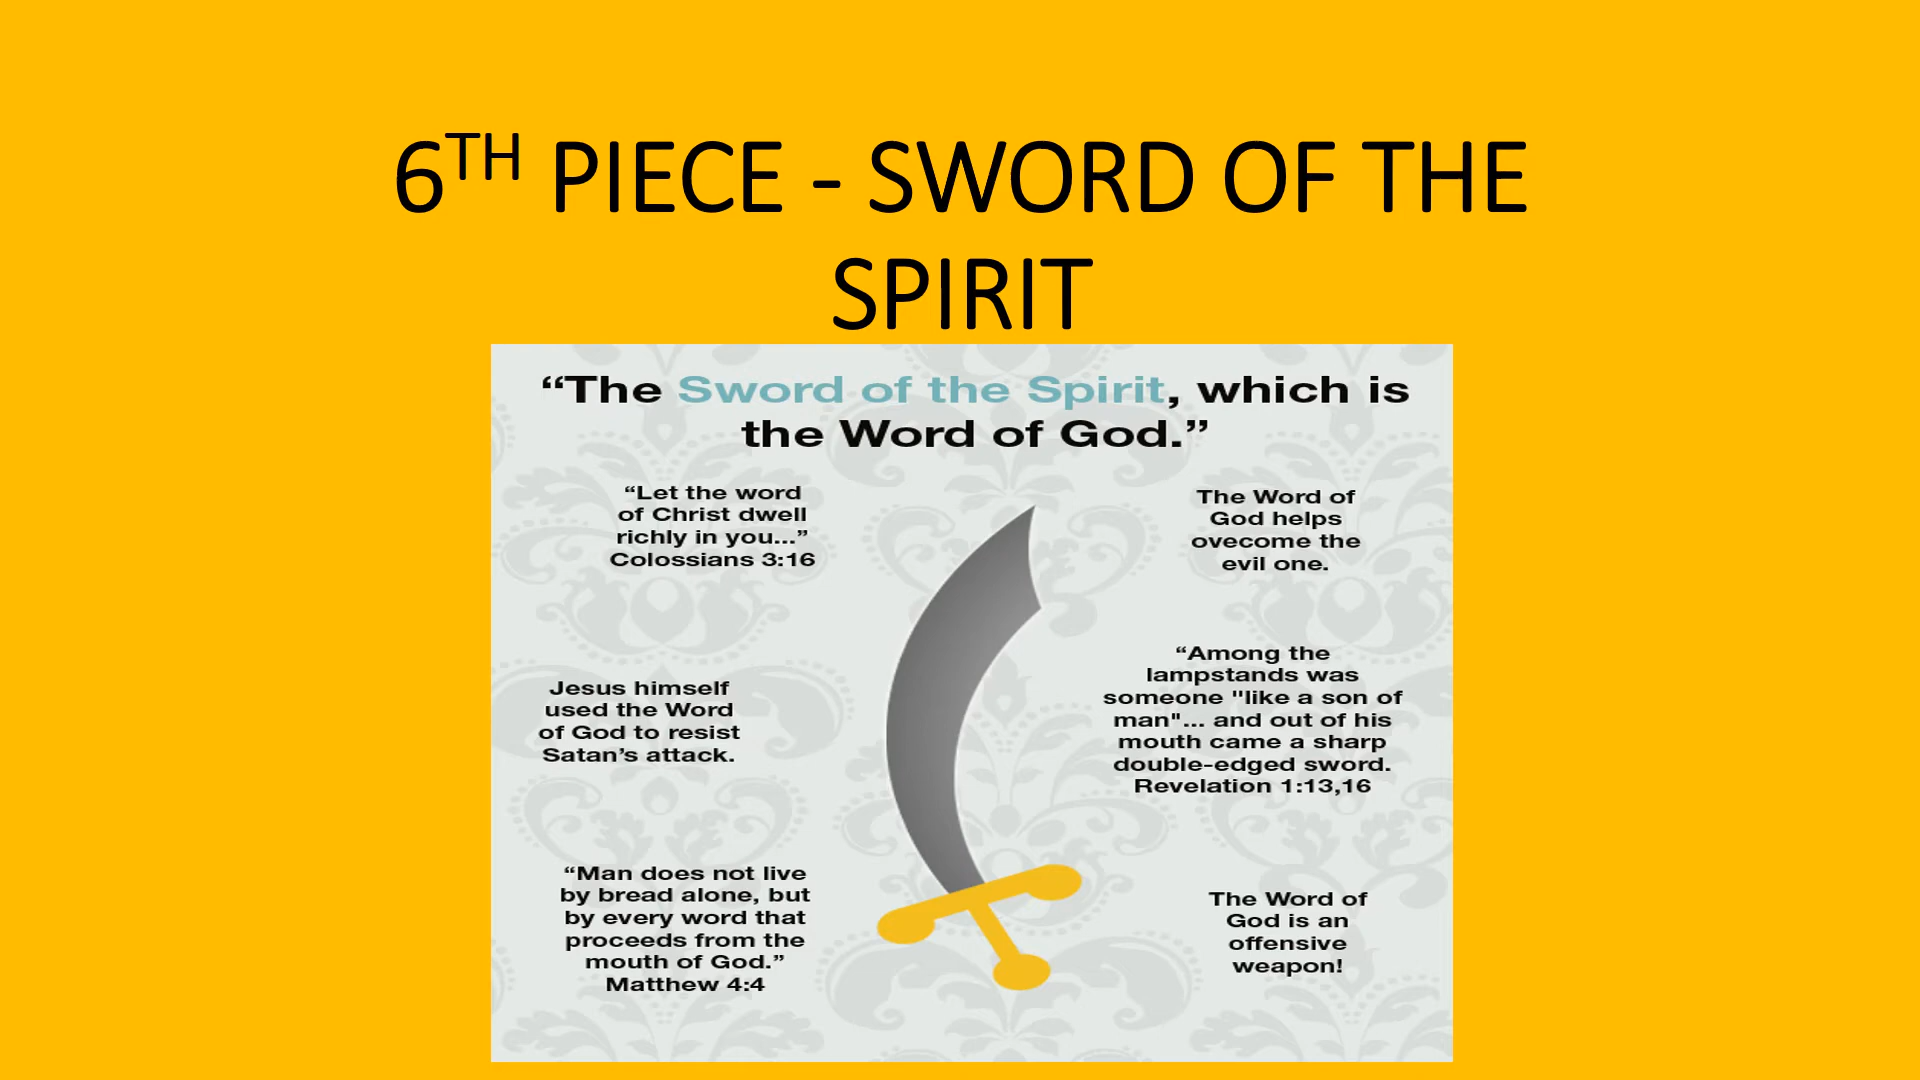 6TH PIECE - SWORD OF THE
SPIRIT
“The Sword of the Spirit, which is
the Word of God.”
“Let the word
of Christ dwell
richly in you...”
Colossians 3:16
The Word of
God helps
ovecome the
evil one.
Jesus himself
used the Word
of God to resist
Satan’s attack.
“Among the
lampstands was
someone "like a son of
man"... and out of his
mouth came a sharp
double-edged sword.
Revelation 1:13,16
“Man does not live
by bread alone, but
by every word that
proceeds from the
mouth of God.”
Matthew 4:4
The Word of
God is an
offensive
weapon!